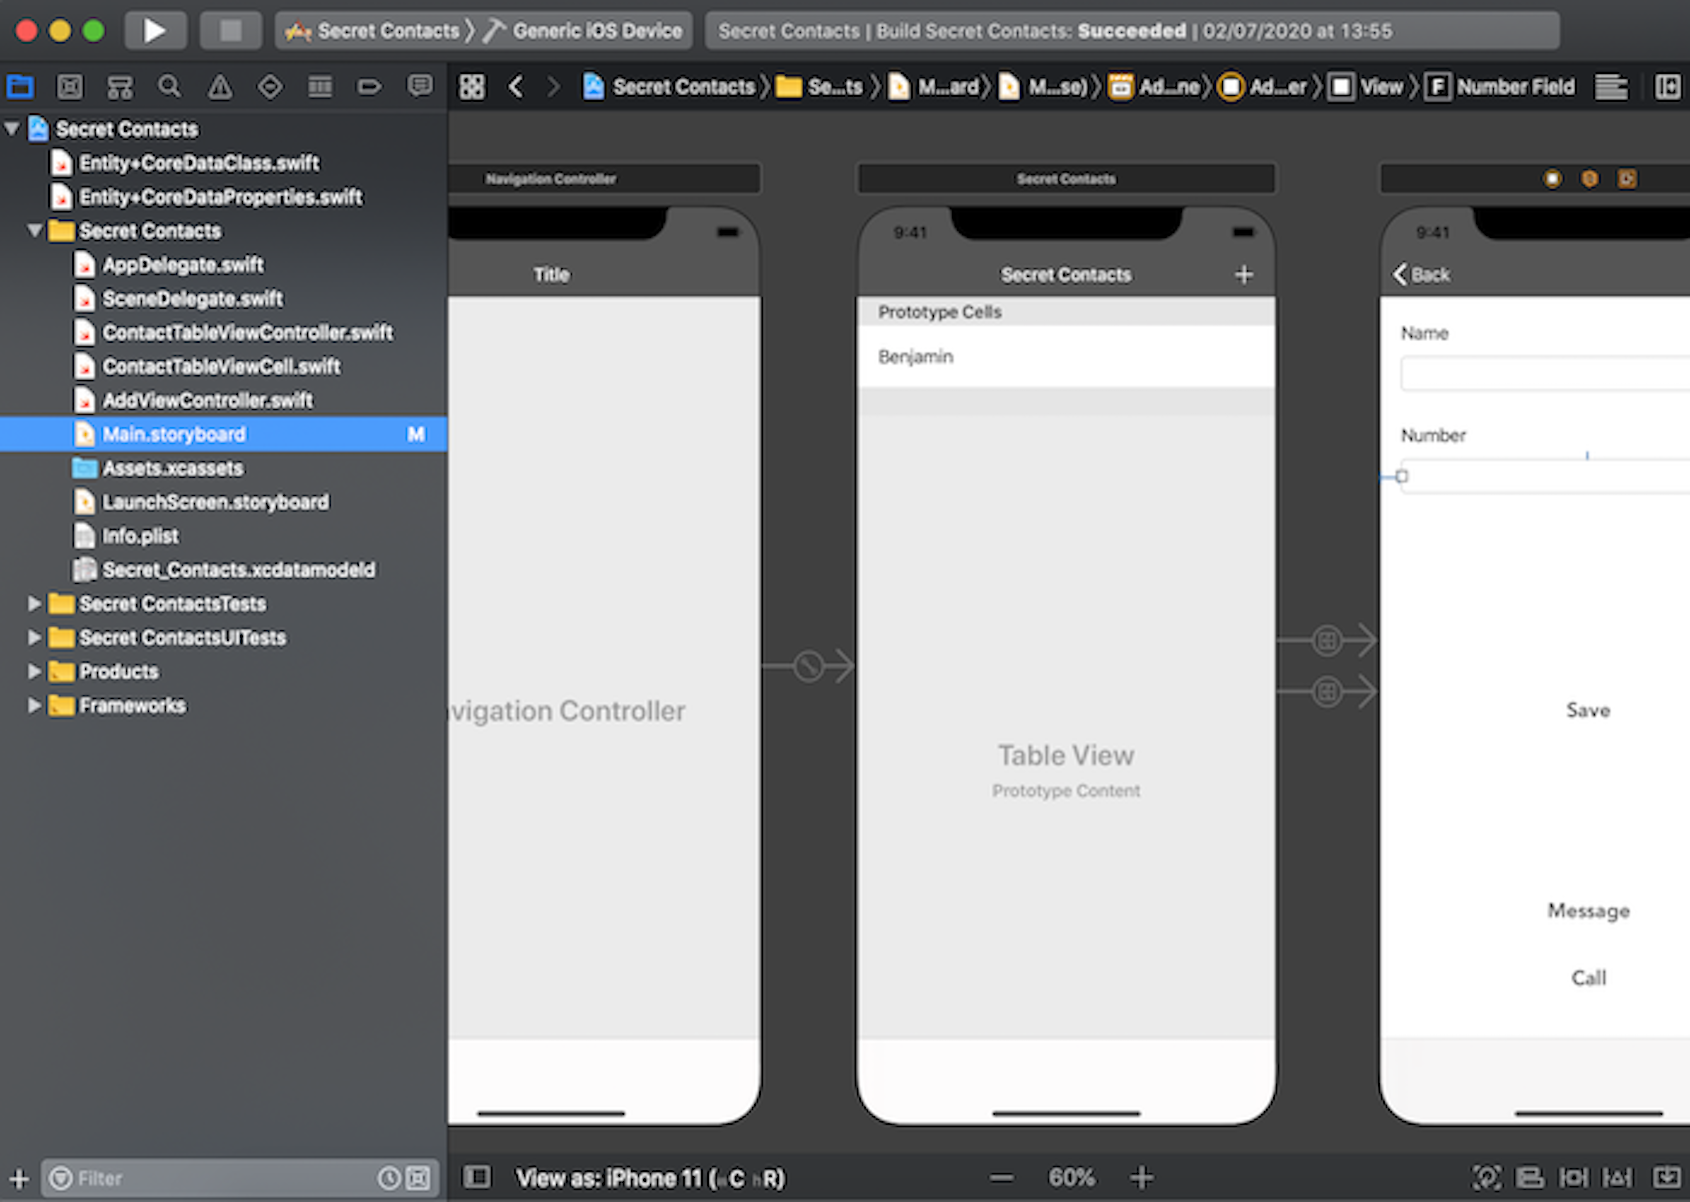 Secret Contacts Generic iOS Device Secret Contacts | Build Secret Contacts: Succeeded | 02/07/2020 at 13:55
Secret Contacts Se...ts M...ard M...se) Ad...ne Ad...er View F Number Field
Secret Contacts
Entity+CoreDataClass.swift
Entity+CoreDataProperties.swift
Secret Contacts
AppDelegate.swift
SceneDelegate.swift
ContactTableViewController.swift
ContactTableViewCell.swift
AddViewController.swift
Main.storyboard M
Assets.xcassets
LaunchScreen.storyboard
Info.plist
Secret_Contacts.xcdatamodeld
Secret ContactsTests
Secret ContactsUITests
Products
Frameworks
Filter
Navigation Controller
Title
vigation Controller
Secret Contacts
9:41
Secret Contacts +
Prototype Cells
Benjamin
Table View
Prototype Content
9:41
Back
Name
Number
Save
Message
Call
View as: iPhone 11 (wC hR) 60%